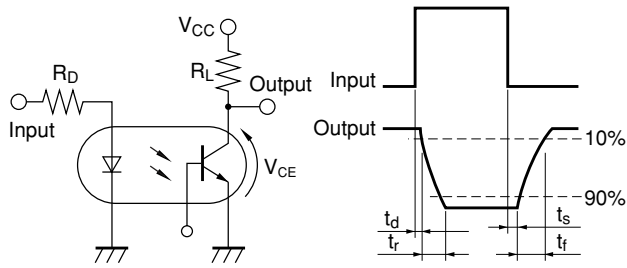 VCC
RD
RL
Output
Input
VCE
Input
Output
10%
90%
td
ts
tr
tf